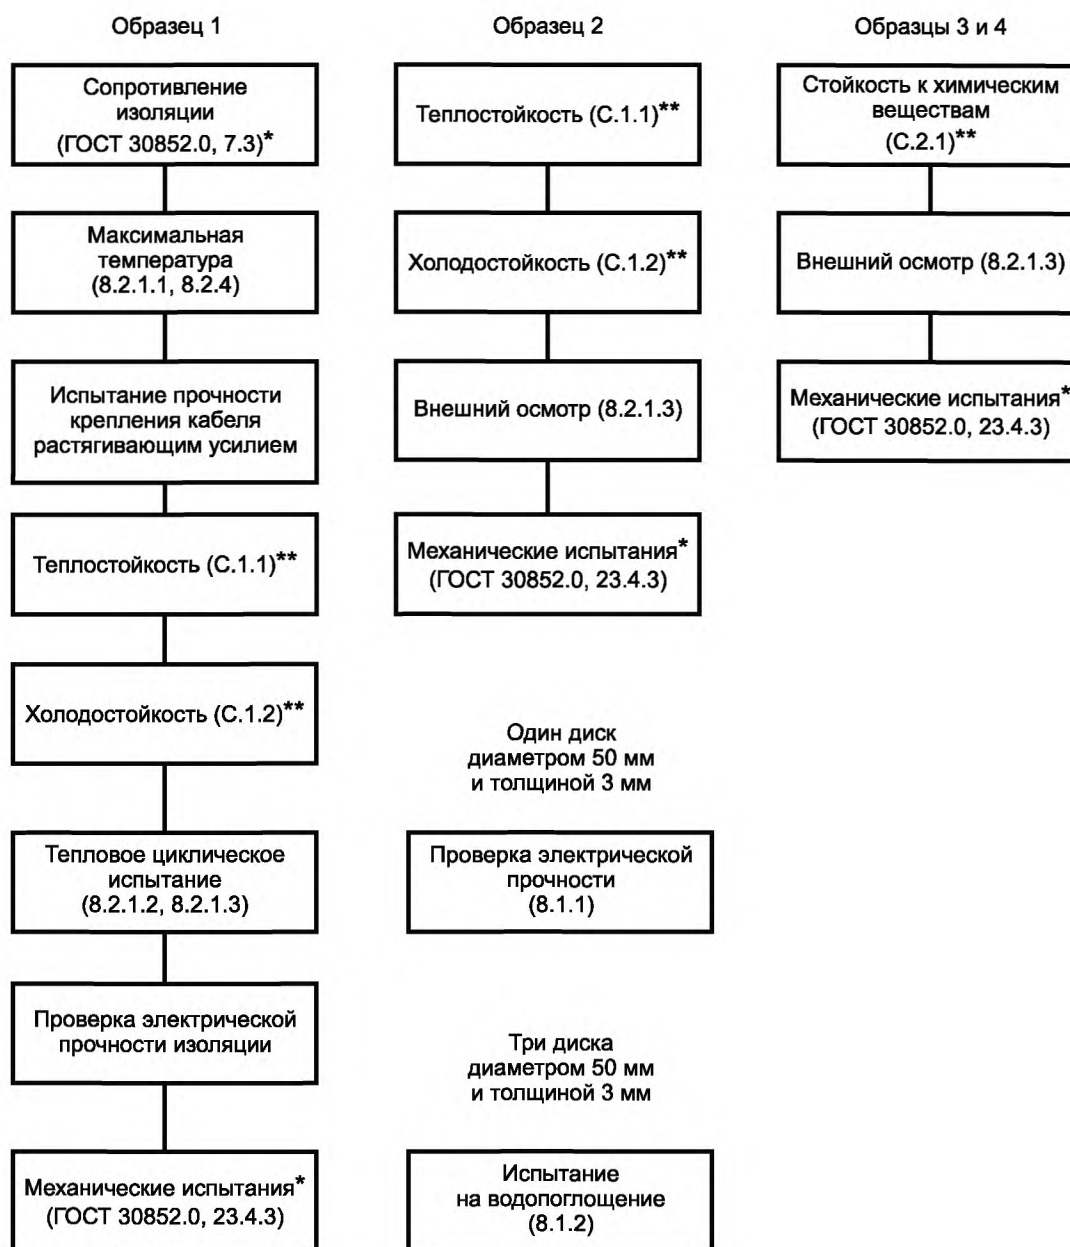 Образец 1
Сопротивление
изоляции
(ГОСТ 30852.0, 7.3)*
Максимальная
температура
(8.2.1.1, 8.2.4)
Испытание прочности
крепления кабеля
растягивающим усилием
Теплостойкость (С.1.1)**
Холодостойкость (С.1.2)**
Тепловое циклическое
испытание
(8.2.1.2, 8.2.1.3)
Проверка электрической
прочности изоляции
Механические испытания*
(ГОСТ 30852.0, 23.4.3)
Образец 2
Теплостойкость (С.1.1)**
Холодостойкость (С.1.2)**
Внешний осмотр (8.2.1.3)
Механические испытания*
(ГОСТ 30852.0, 23.4.3)
Один диск
диаметром 50 мм
и толщиной 3 мм
Проверка электрической
прочности
(8.1.1)
Три диска
диаметром 50 мм
и толщиной 3 мм
Испытание
на водопоглощение
(8.1.2)
Образцы 3 и 4
Стойкость к химическим
веществам
(С.2.1)**
Внешний осмотр (8.2.1.3)
Механические испытания*
(ГОСТ 30852.0, 23.4.3)